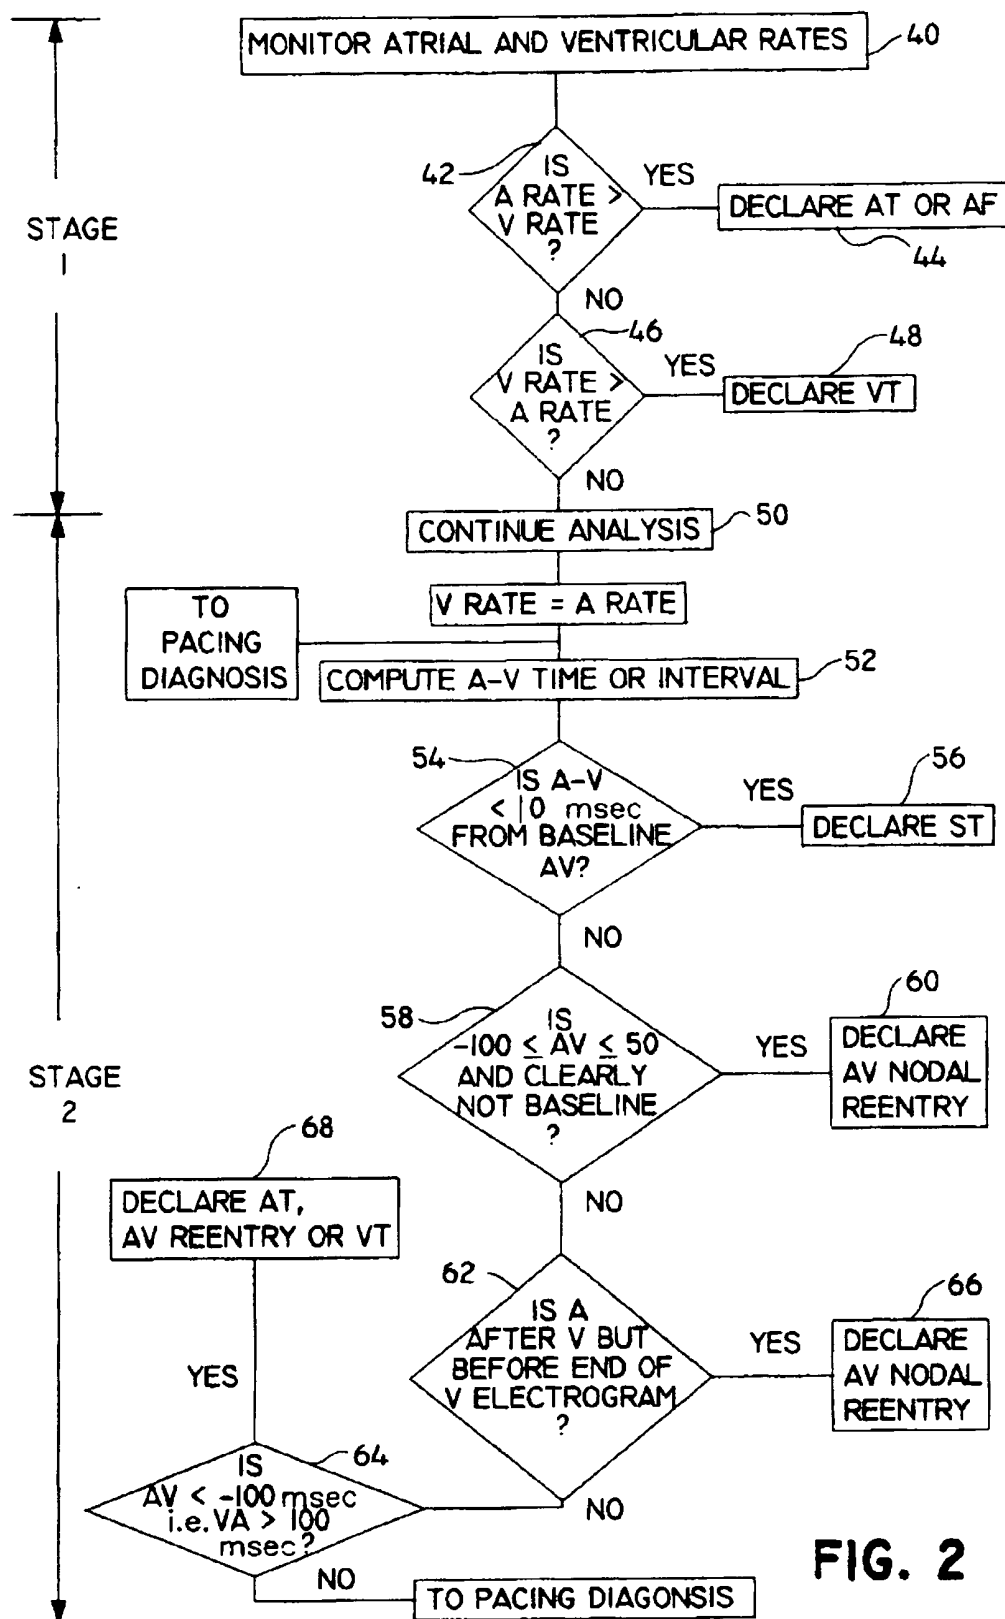 MONITOR ATRIAL AND VENTRICULAR RATES
40
42
IS
A RATE >
V RATE
?
YES
DECLARE AT OR AF
44
STAGE
1
NO
46
IS
V RATE >
A RATE
?
YES
48
DECLARE VT
NO
50
CONTINUE ANALYSIS
V RATE = A RATE
TO
PACING
DIAGNOSIS
52
COMPUTE A-V TIME OR INTERVAL
54
IS A-V
< |0 msec
FROM BASELINE
AV?
YES
56
DECLARE ST
NO
58
IS
-100 ≤ AV ≤ 50
AND CLEARLY
NOT BASELINE
?
YES
60
DECLARE
AV NODAL
REENTRY
STAGE
2
NO
68
DECLARE AT,
AV REENTRY OR VT
62
IS A
AFTER V BUT
BEFORE END OF
V ELECTROGRAM
?
YES
66
DECLARE
AV NODAL
REENTRY
YES
64
IS
AV < -100 msec
i.e. VA > 100
msec?
NO
NO
TO PACING DIAGONSIS
FIG. 2